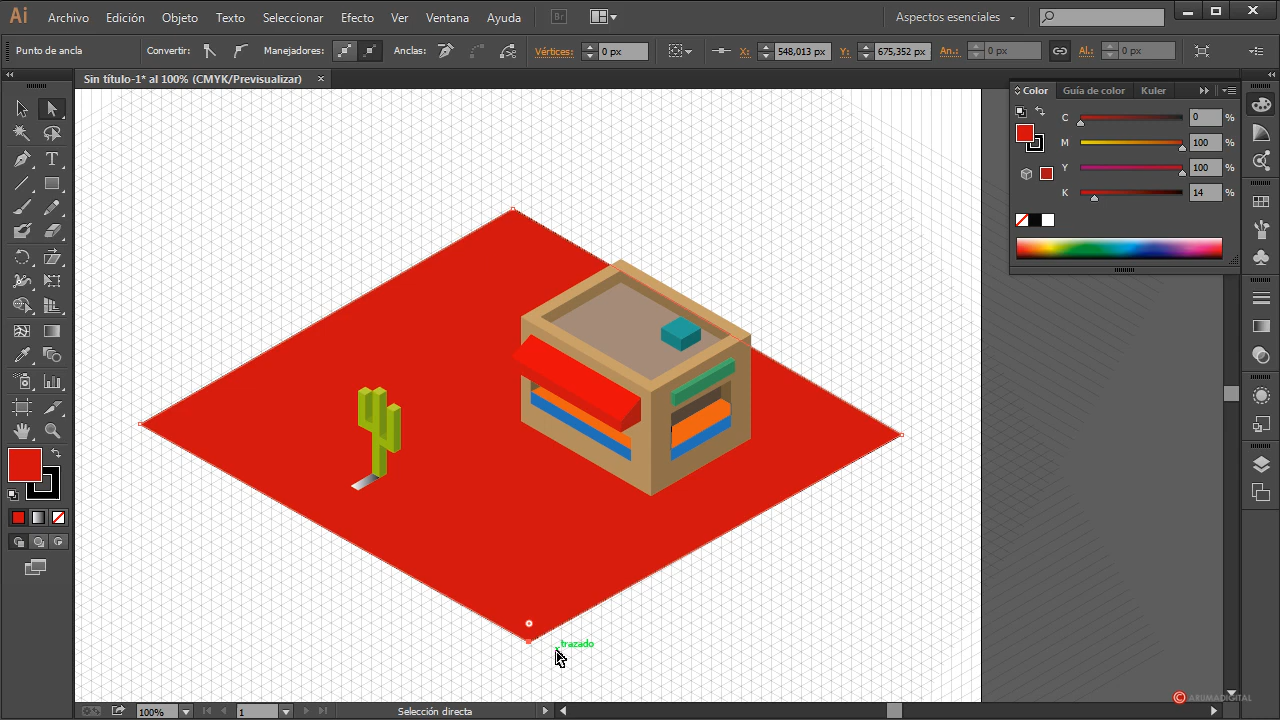 Ai Archivo Edición Objeto Texto Seleccionar Efecto Ver Ventana Ayuda Br Aspectos esenciales
Punto de ancla Convertir: Manejadores: Anclas: Vértices: 0 px X: 548,013 px Y: 675,352 px An.: 0 px Al.: 0 px
Sin título-1* al 100% (CMYK/Previsualizar) ×
Color Guía de color Kuler
C 0 %
M 100 %
Y 100 %
K 14 %
T
trazado
© ARUMADIGITAL
100% 1 Selección directa